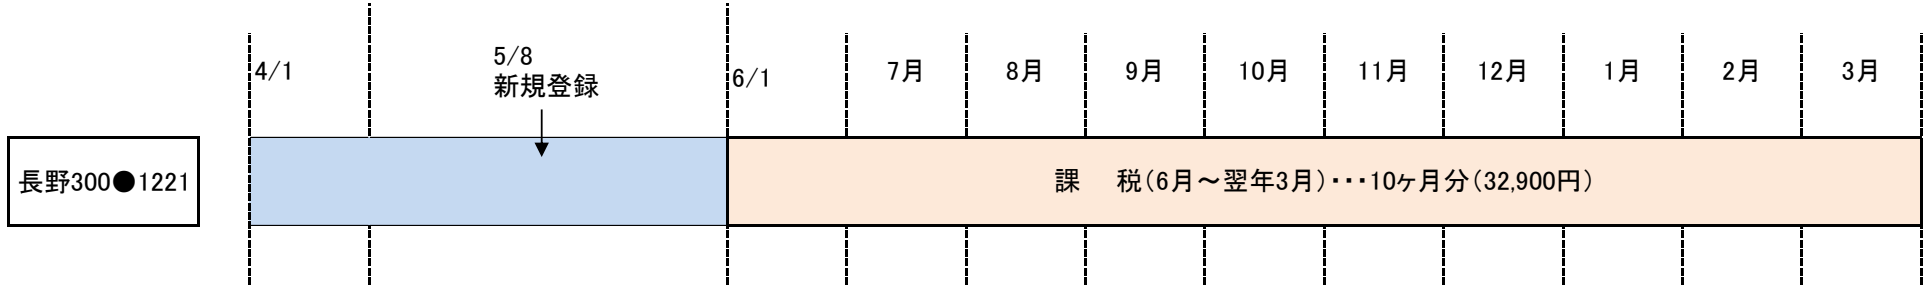 4/1
5/8
新規登録
6/1
7月
8月
9月
10月
11月
12月
1月
2月
3月
長野300●1221
課　税（6月～翌年3月）・・・10ヶ月分（32,900円）